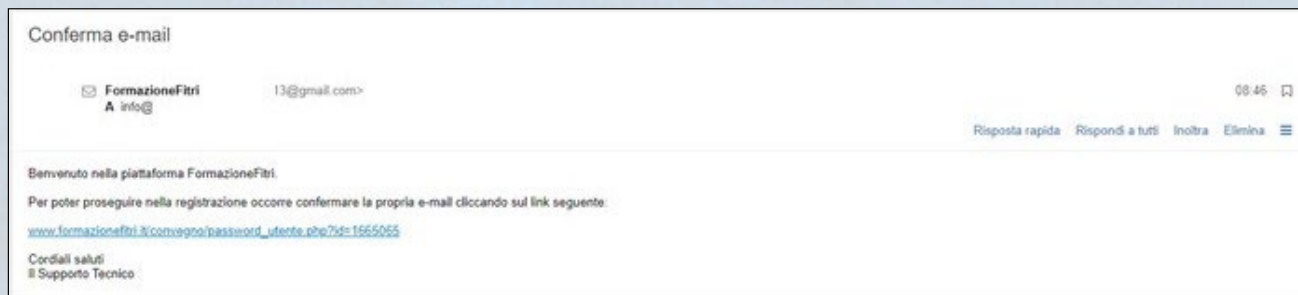 Conferma e-mail
FormazioneFitri 13@gmail.com>
08:46
A info@
Risposta rapida Rispondi a tutti Inoltra Elimina
Benvenuto nella piattaforma FormazioneFitri.
Per poter proseguire nella registrazione occorre confermare la propria e-mail cliccando sul link seguente:
www.formazionefitri.it/convegno/password_utente.php?id=1665065
Cordiali saluti
Il Supporto Tecnico